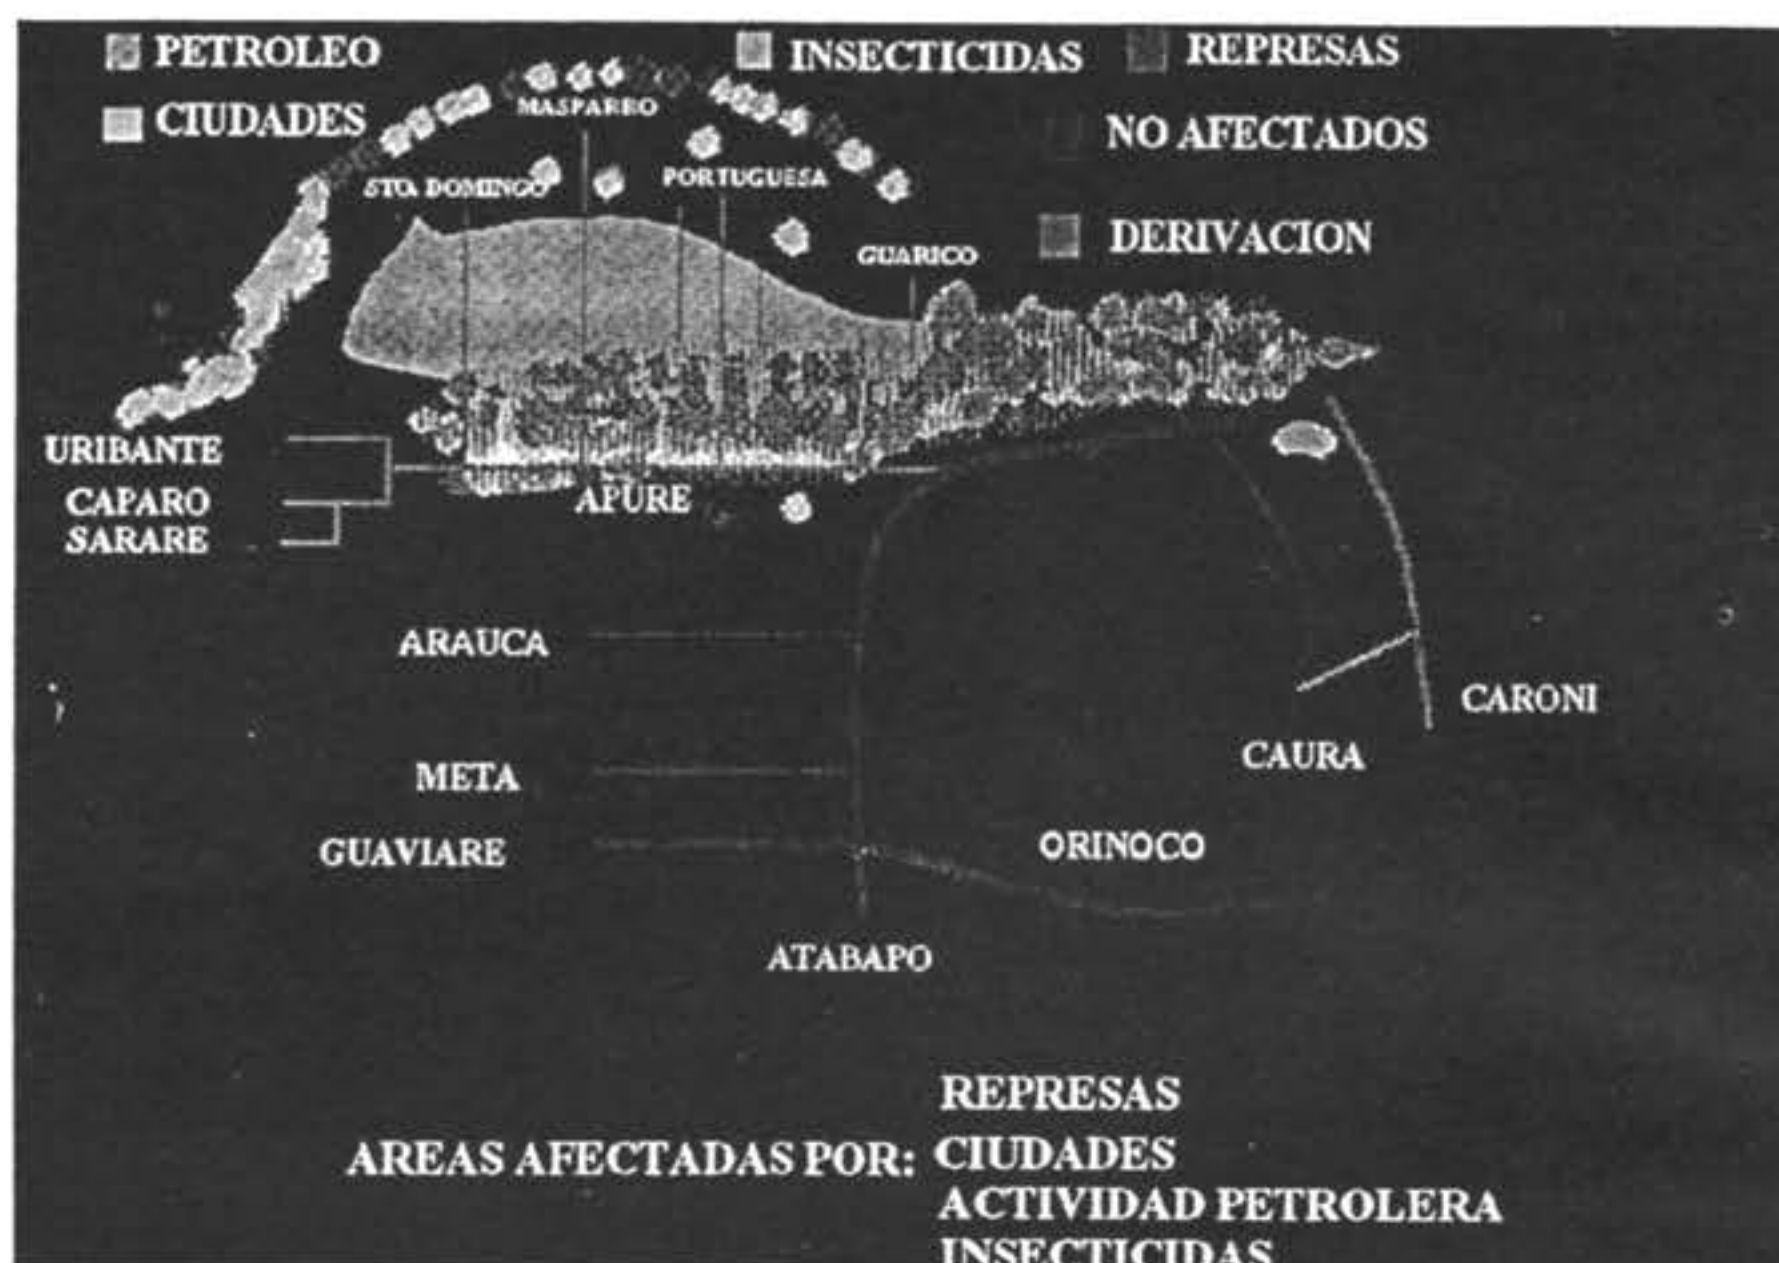 PETROLEO
INSECTICIDAS
REPRESAS
CIUDADES
MASPARRO
NO AFECTADOS
STO. DOMINGO
PORTUGUESA
DERIVACION
GUARICO
URIBANTE
CAPARO
SARARE
APURE
ARAUCA
CARONI
CAURA
META
GUAVIARE
ORINOCO
ATABAPO
REPRESAS
AREAS AFECTADAS POR: CIUDADES
ACTIVIDAD PETROLERA
INSECTICIDAS